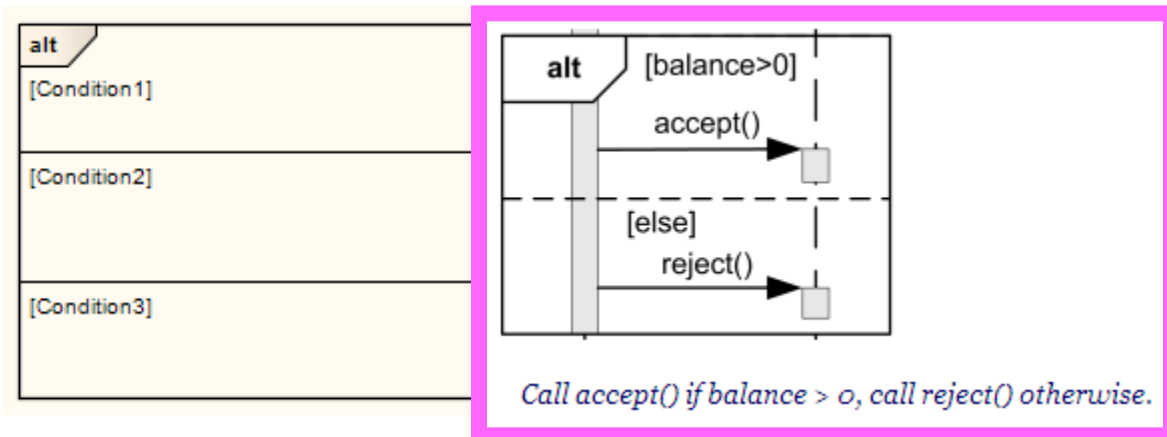 alt
[Condition1]
[Condition2]
[Condition3]
alt
[balance>0]
accept()
[else]
reject()
Call accept() if balance > 0, call reject() otherwise.